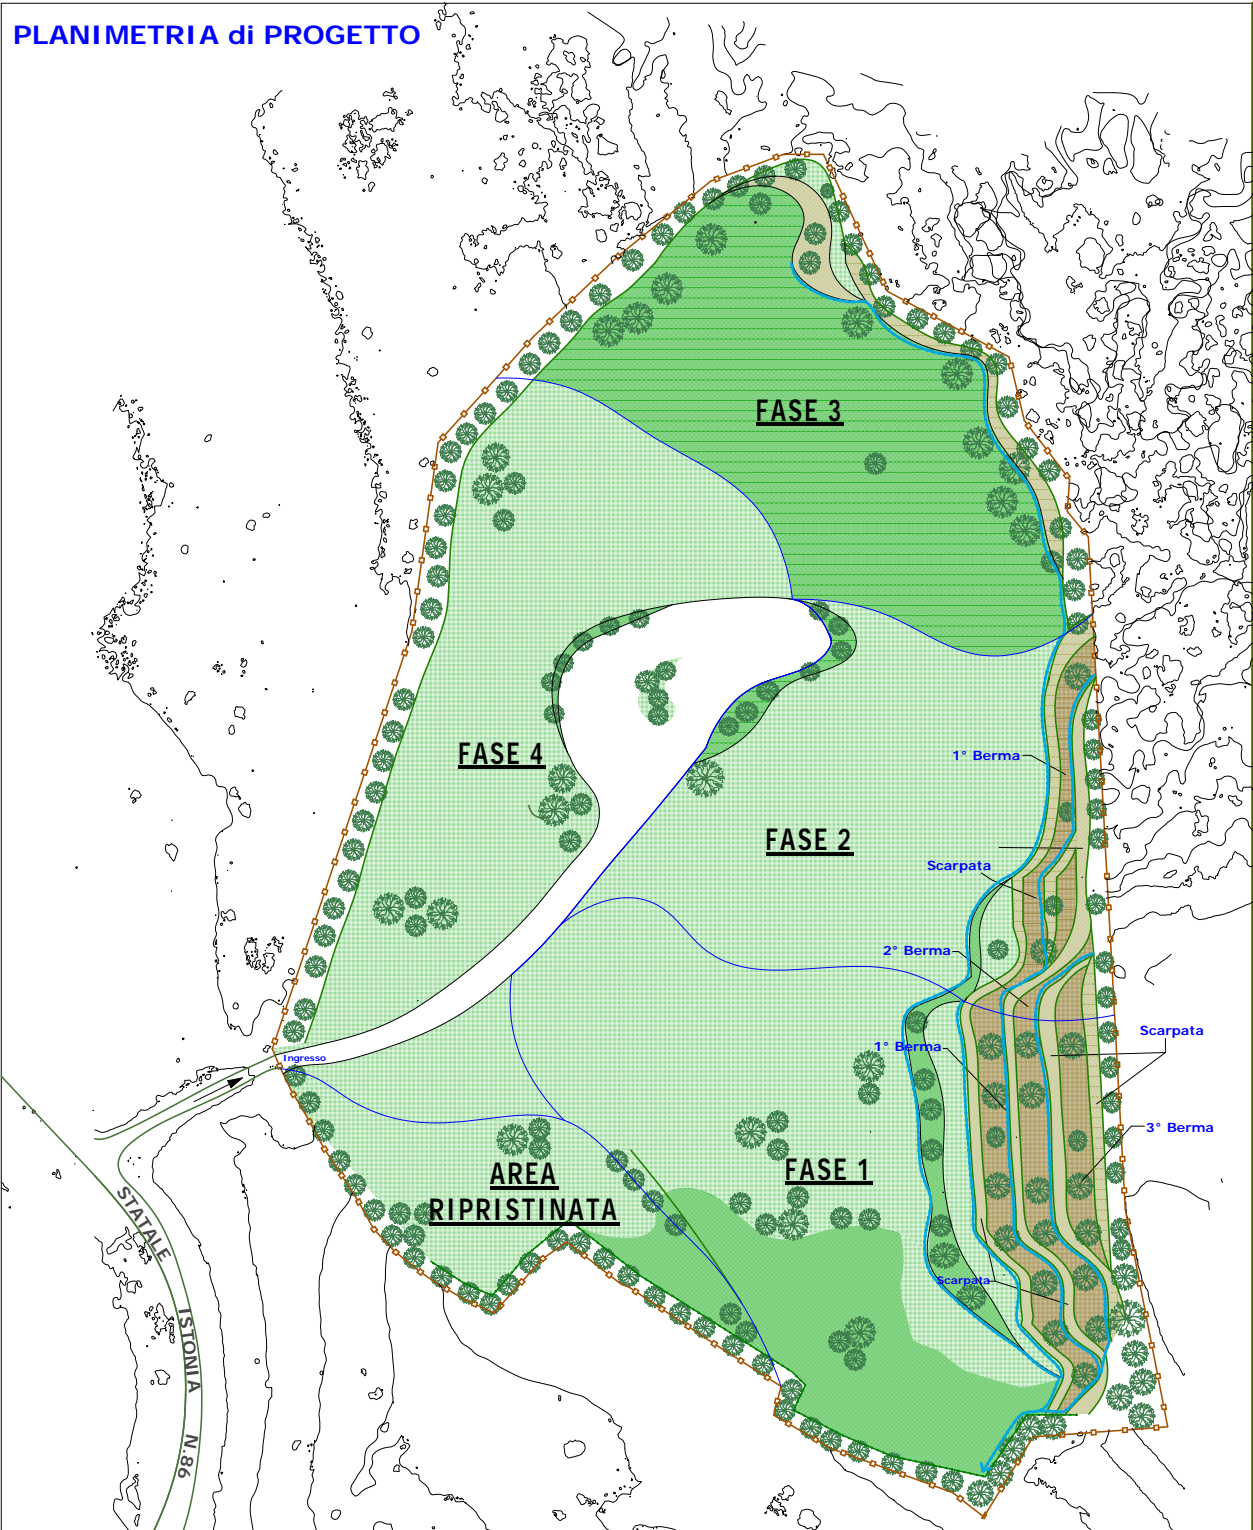 PLANIMETRIA di PROGETTO
FASE 3
FASE 4
1° Berma
FASE 2
Scarpata
2° Berma
Scarpata
1° Berma
Ingresso
3° Berma
AREA
RIPRISTINATA
FASE 1
Scarpata
STATALE ISTONIA N.86